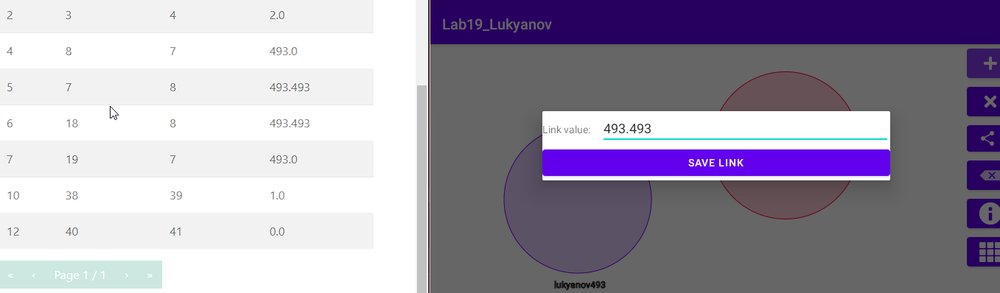 2 3 4 2.0
4 8 7 493.0
5 7 8 493.493
6 18 8 493.493
7 19 7 493.0
10 38 39 1.0
12 40 41 0.0
« ‹ Page 1 / 1 › »
Lab19_Lukyanov
Link value: 493.493
SAVE LINK
lukyanov493